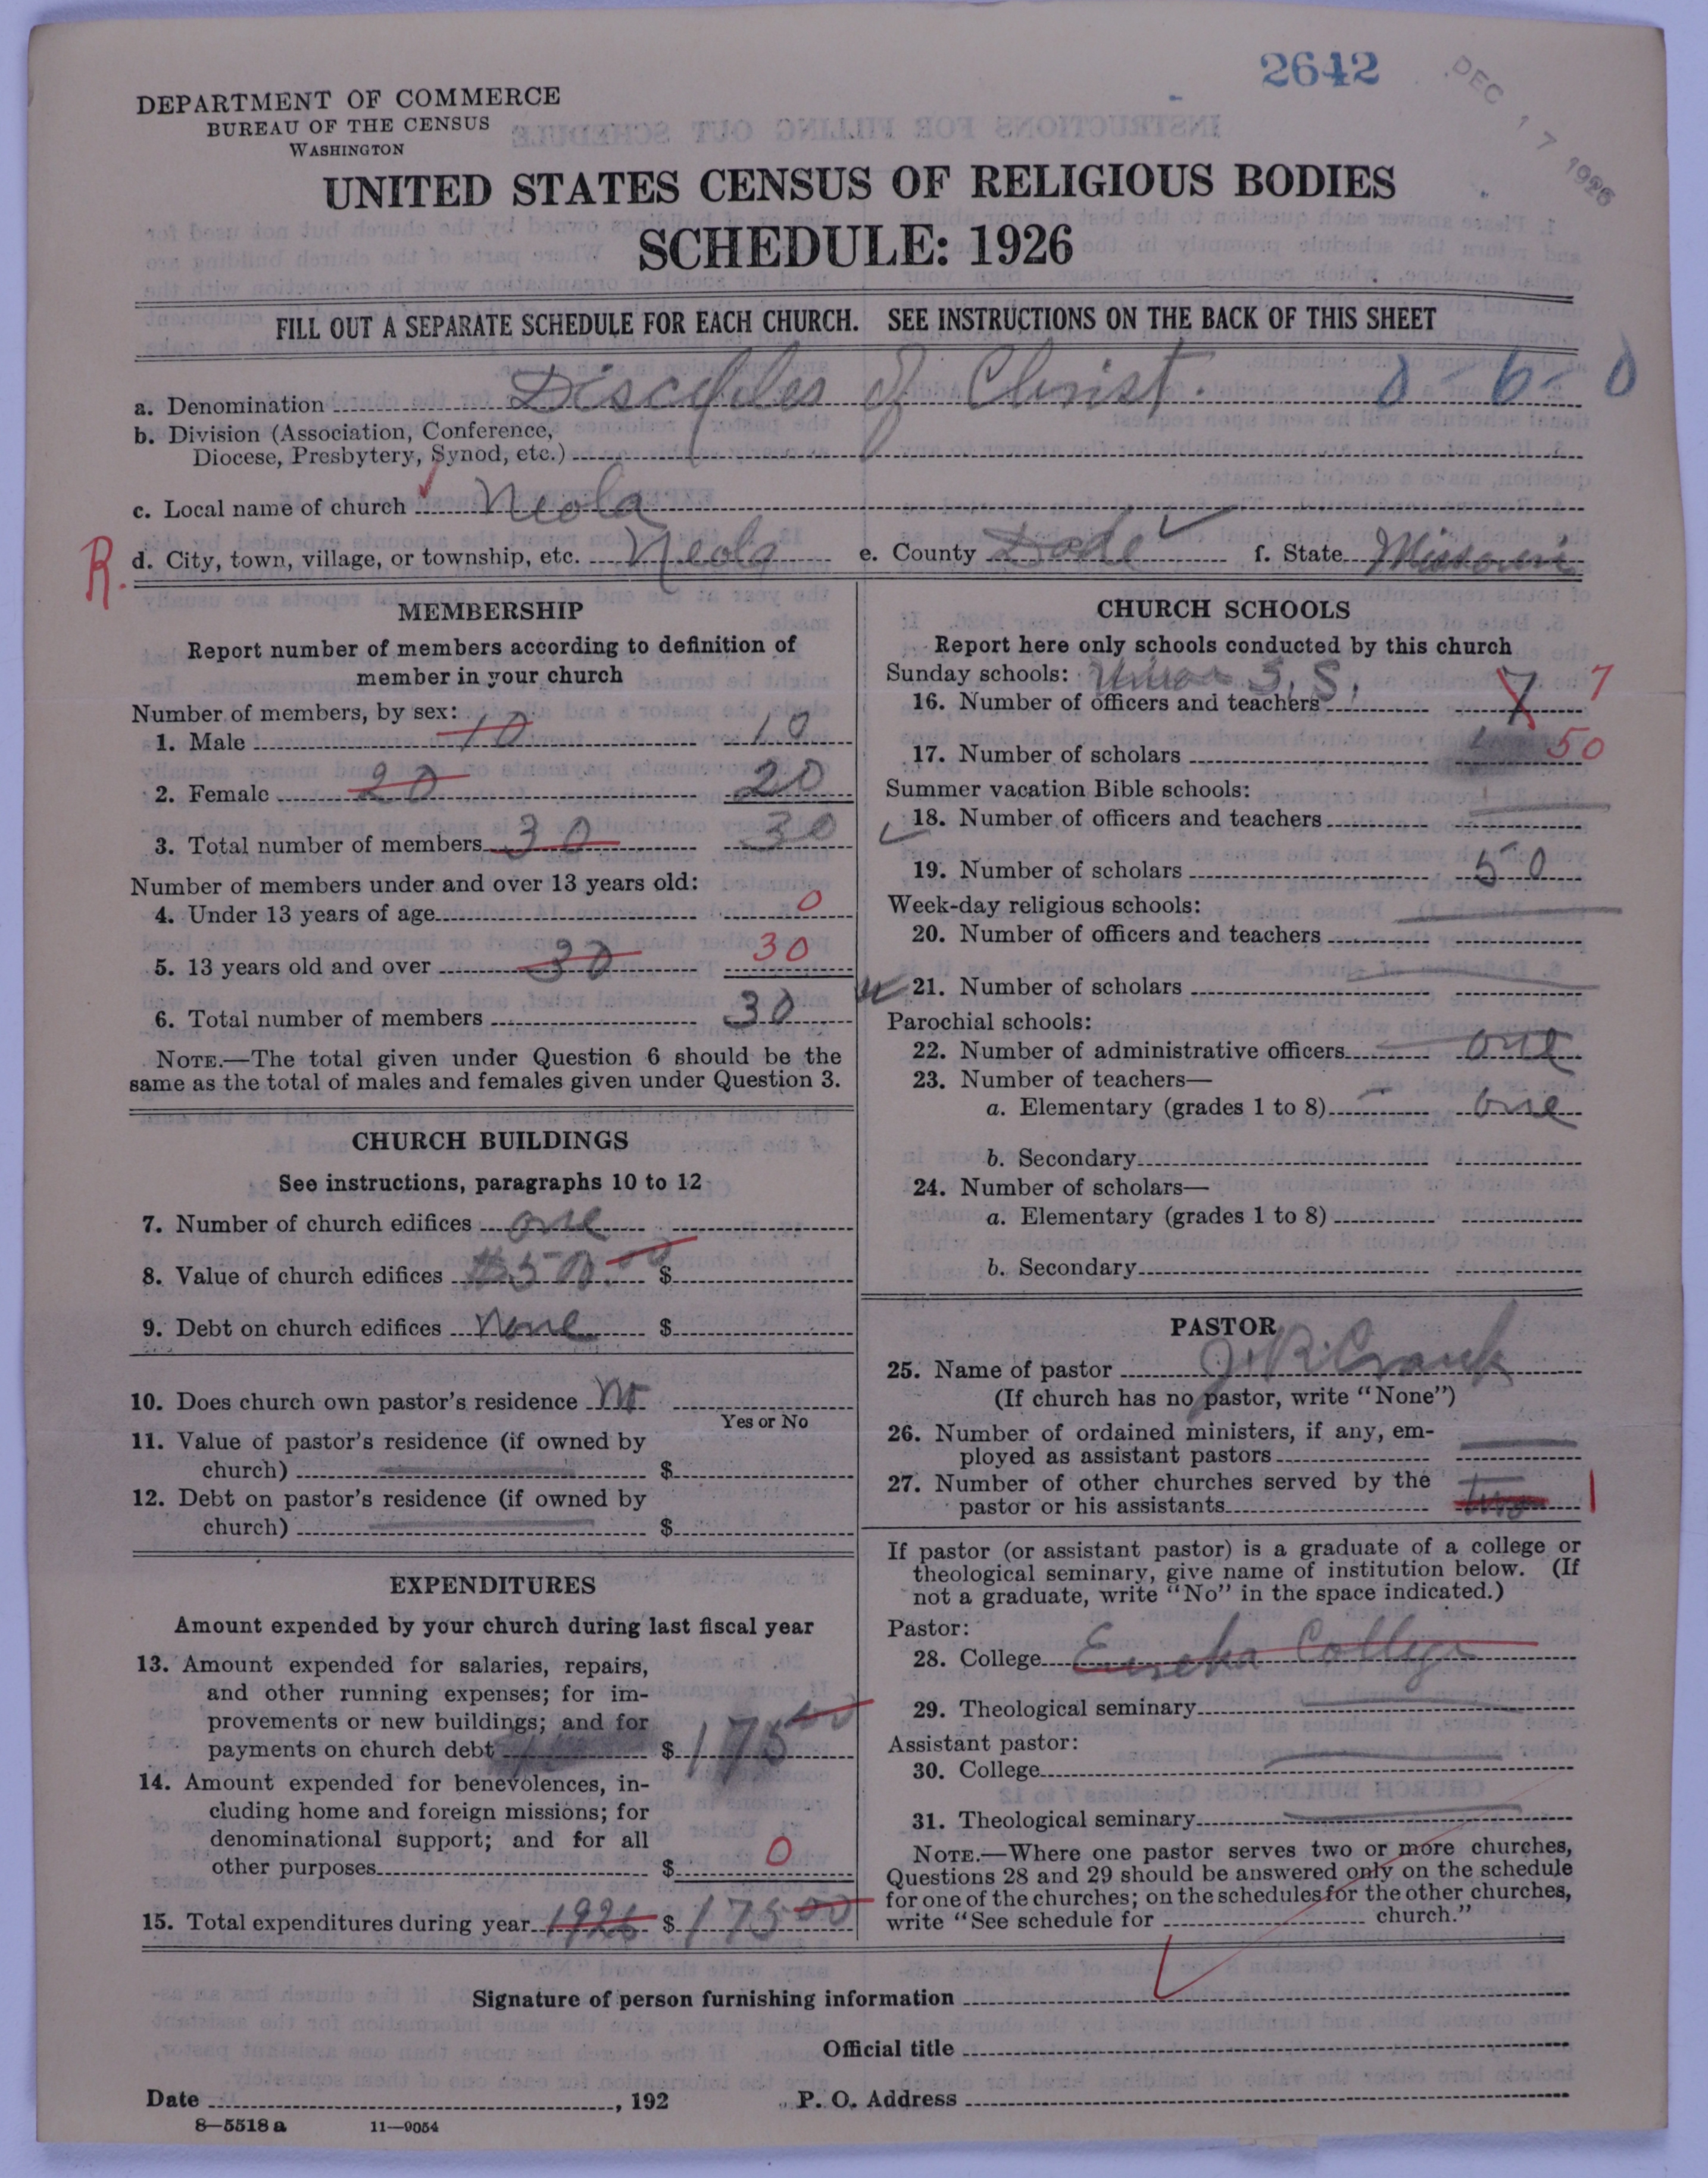 2642
DEC 17 1926
DEPARTMENT OF COMMERCE
BUREAU OF THE CENSUS
WASHINGTON
UNITED STATES CENSUS OF RELIGIOUS BODIES
SCHEDULE: 1926
FILL OUT A SEPARATE SCHEDULE FOR EACH CHURCH. SEE INSTRUCTIONS ON THE BACK OF THIS SHEET
a. Denomination Disciples of Christ. 0-6-0
b. Division (Association, Conference,
Diocese, Presbytery, Synod, etc.)
c. Local name of church Neola
R. d. City, town, village, or township, etc. Neola e. County Dade f. State Missouri
MEMBERSHIP
Report number of members according to definition of
member in your church
Number of members, by sex:
1. Male 10 10
2. Female 20 20
3. Total number of members 30 30
Number of members under and over 13 years old:
4. Under 13 years of age 0
5. 13 years old and over 30 30
6. Total number of members 30
NOTE.—The total given under Question 6 should be the
same as the total of males and females given under Question 3.
CHURCH BUILDINGS
See instructions, paragraphs 10 to 12
7. Number of church edifices one
8. Value of church edifices $
9. Debt on church edifices None $
10. Does church own pastor's residence No
Yes or No
11. Value of pastor's residence (if owned by
church) $
12. Debt on pastor's residence (if owned by
church) $
EXPENDITURES
Amount expended by your church during last fiscal year
13. Amount expended for salaries, repairs,
and other running expenses; for im-
provements or new buildings; and for
payments on church debt $ 175 00
14. Amount expended for benevolences, in-
cluding home and foreign missions; for
denominational support; and for all
other purposes $ 0
15. Total expenditures during year 1926 $ 175 00
CHURCH SCHOOLS
Report here only schools conducted by this church
Sunday schools: Union S. S.
16. Number of officers and teachers 7 7
17. Number of scholars 50
Summer vacation Bible schools:
18. Number of officers and teachers
19. Number of scholars 50
Week-day religious schools:
20. Number of officers and teachers
21. Number of scholars
Parochial schools:
22. Number of administrative officers one
23. Number of teachers—
a. Elementary (grades 1 to 8) one
b. Secondary
24. Number of scholars—
a. Elementary (grades 1 to 8)
b. Secondary
PASTOR
25. Name of pastor J. R. Crank
(If church has no pastor, write "None")
26. Number of ordained ministers, if any, em-
ployed as assistant pastors
27. Number of other churches served by the
pastor or his assistants two 1
If pastor (or assistant pastor) is a graduate of a college or
theological seminary, give name of institution below. (If
not a graduate, write "No" in the space indicated.)
Pastor:
28. College Eureka College
29. Theological seminary
Assistant pastor:
30. College
31. Theological seminary
NOTE.—Where one pastor serves two or more churches,
Questions 28 and 29 should be answered only on the schedule
for one of the churches; on the schedules for the other churches,
write "See schedule for church."
Signature of person furnishing information
Official title
Date , 192 P. O. Address
8—5518 a 11—9054